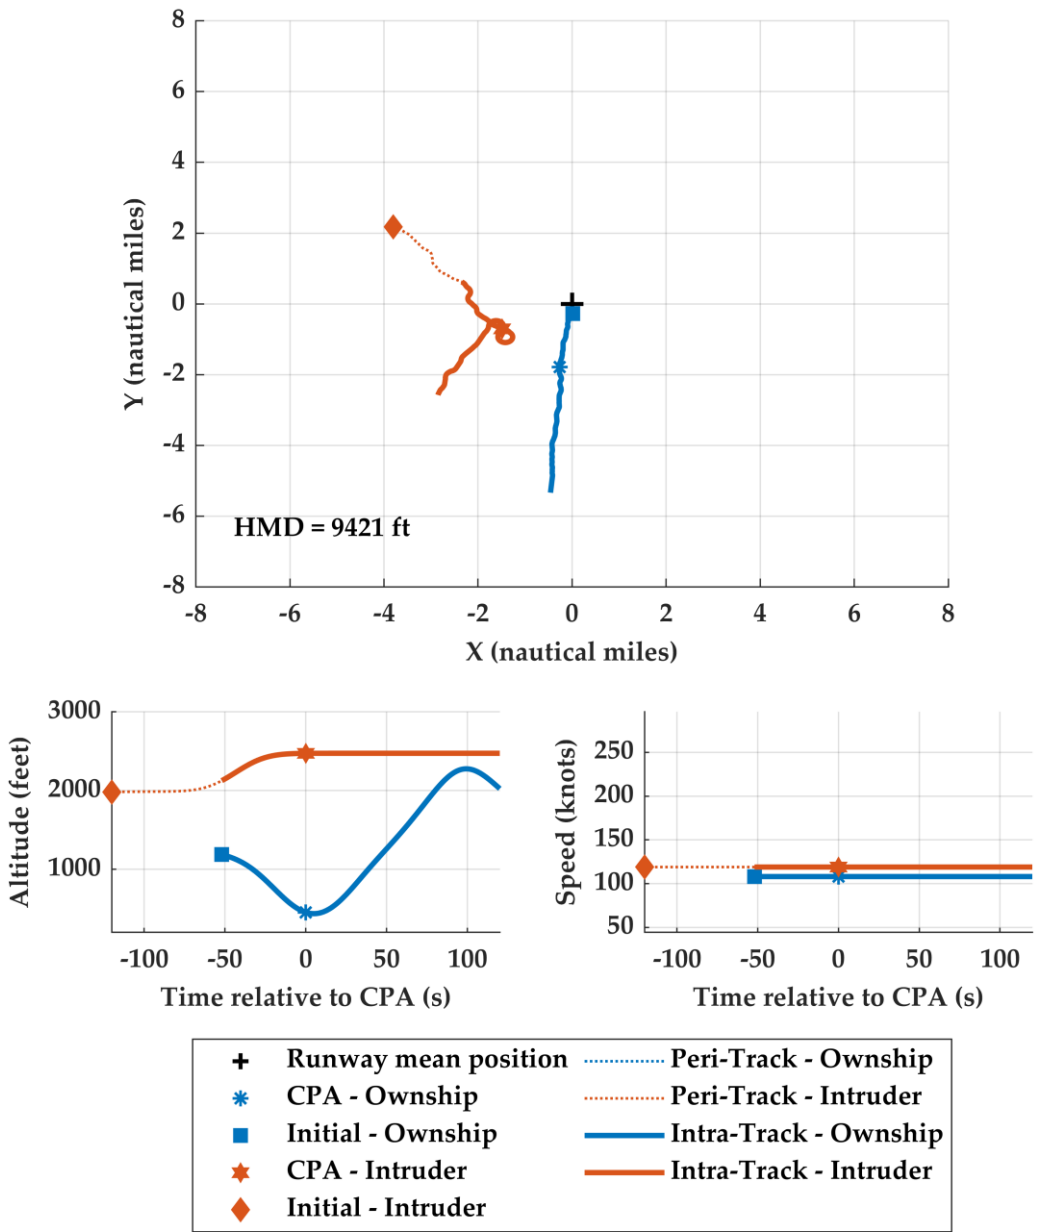 8
6
4
2
0
-2
-4
-6
-8
Y (nautical miles)
HMD = 9421 ft
-8 -6 -4 -2 0 2 4 6 8
X (nautical miles)
3000
2000
1000
Altitude (feet)
-100 -50 0 50 100
Time relative to CPA (s)
250
200
150
100
50
Speed (knots)
-100 -50 0 50 100
Time relative to CPA (s)
Runway mean position
CPA - Ownship
Initial - Ownship
CPA - Intruder
Initial - Intruder
Peri-Track - Ownship
Peri-Track - Intruder
Intra-Track - Ownship
Intra-Track - Intruder